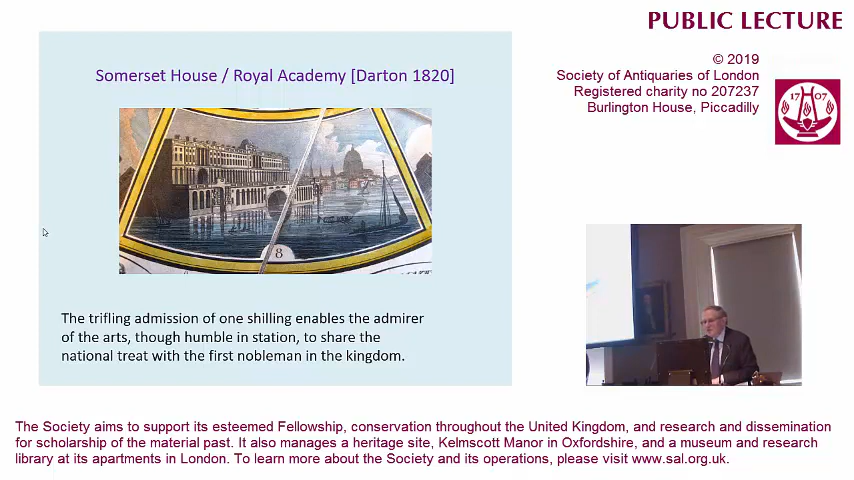 PUBLIC LECTURE
© 2019
Society of Antiquaries of London
Registered charity no 207237
Burlington House, Piccadilly
1707
Somerset House / Royal Academy [Darton 1820]
8
The trifling admission of one shilling enables the admirer
of the arts, though humble in station, to share the
national treat with the first nobleman in the kingdom.
The Society aims to support its esteemed Fellowship, conservation throughout the United Kingdom, and research and dissemination
for scholarship of the material past. It also manages a heritage site, Kelmscott Manor in Oxfordshire, and a museum and research
library at its apartments in London. To learn more about the Society and its operations, please visit www.sal.org.uk.